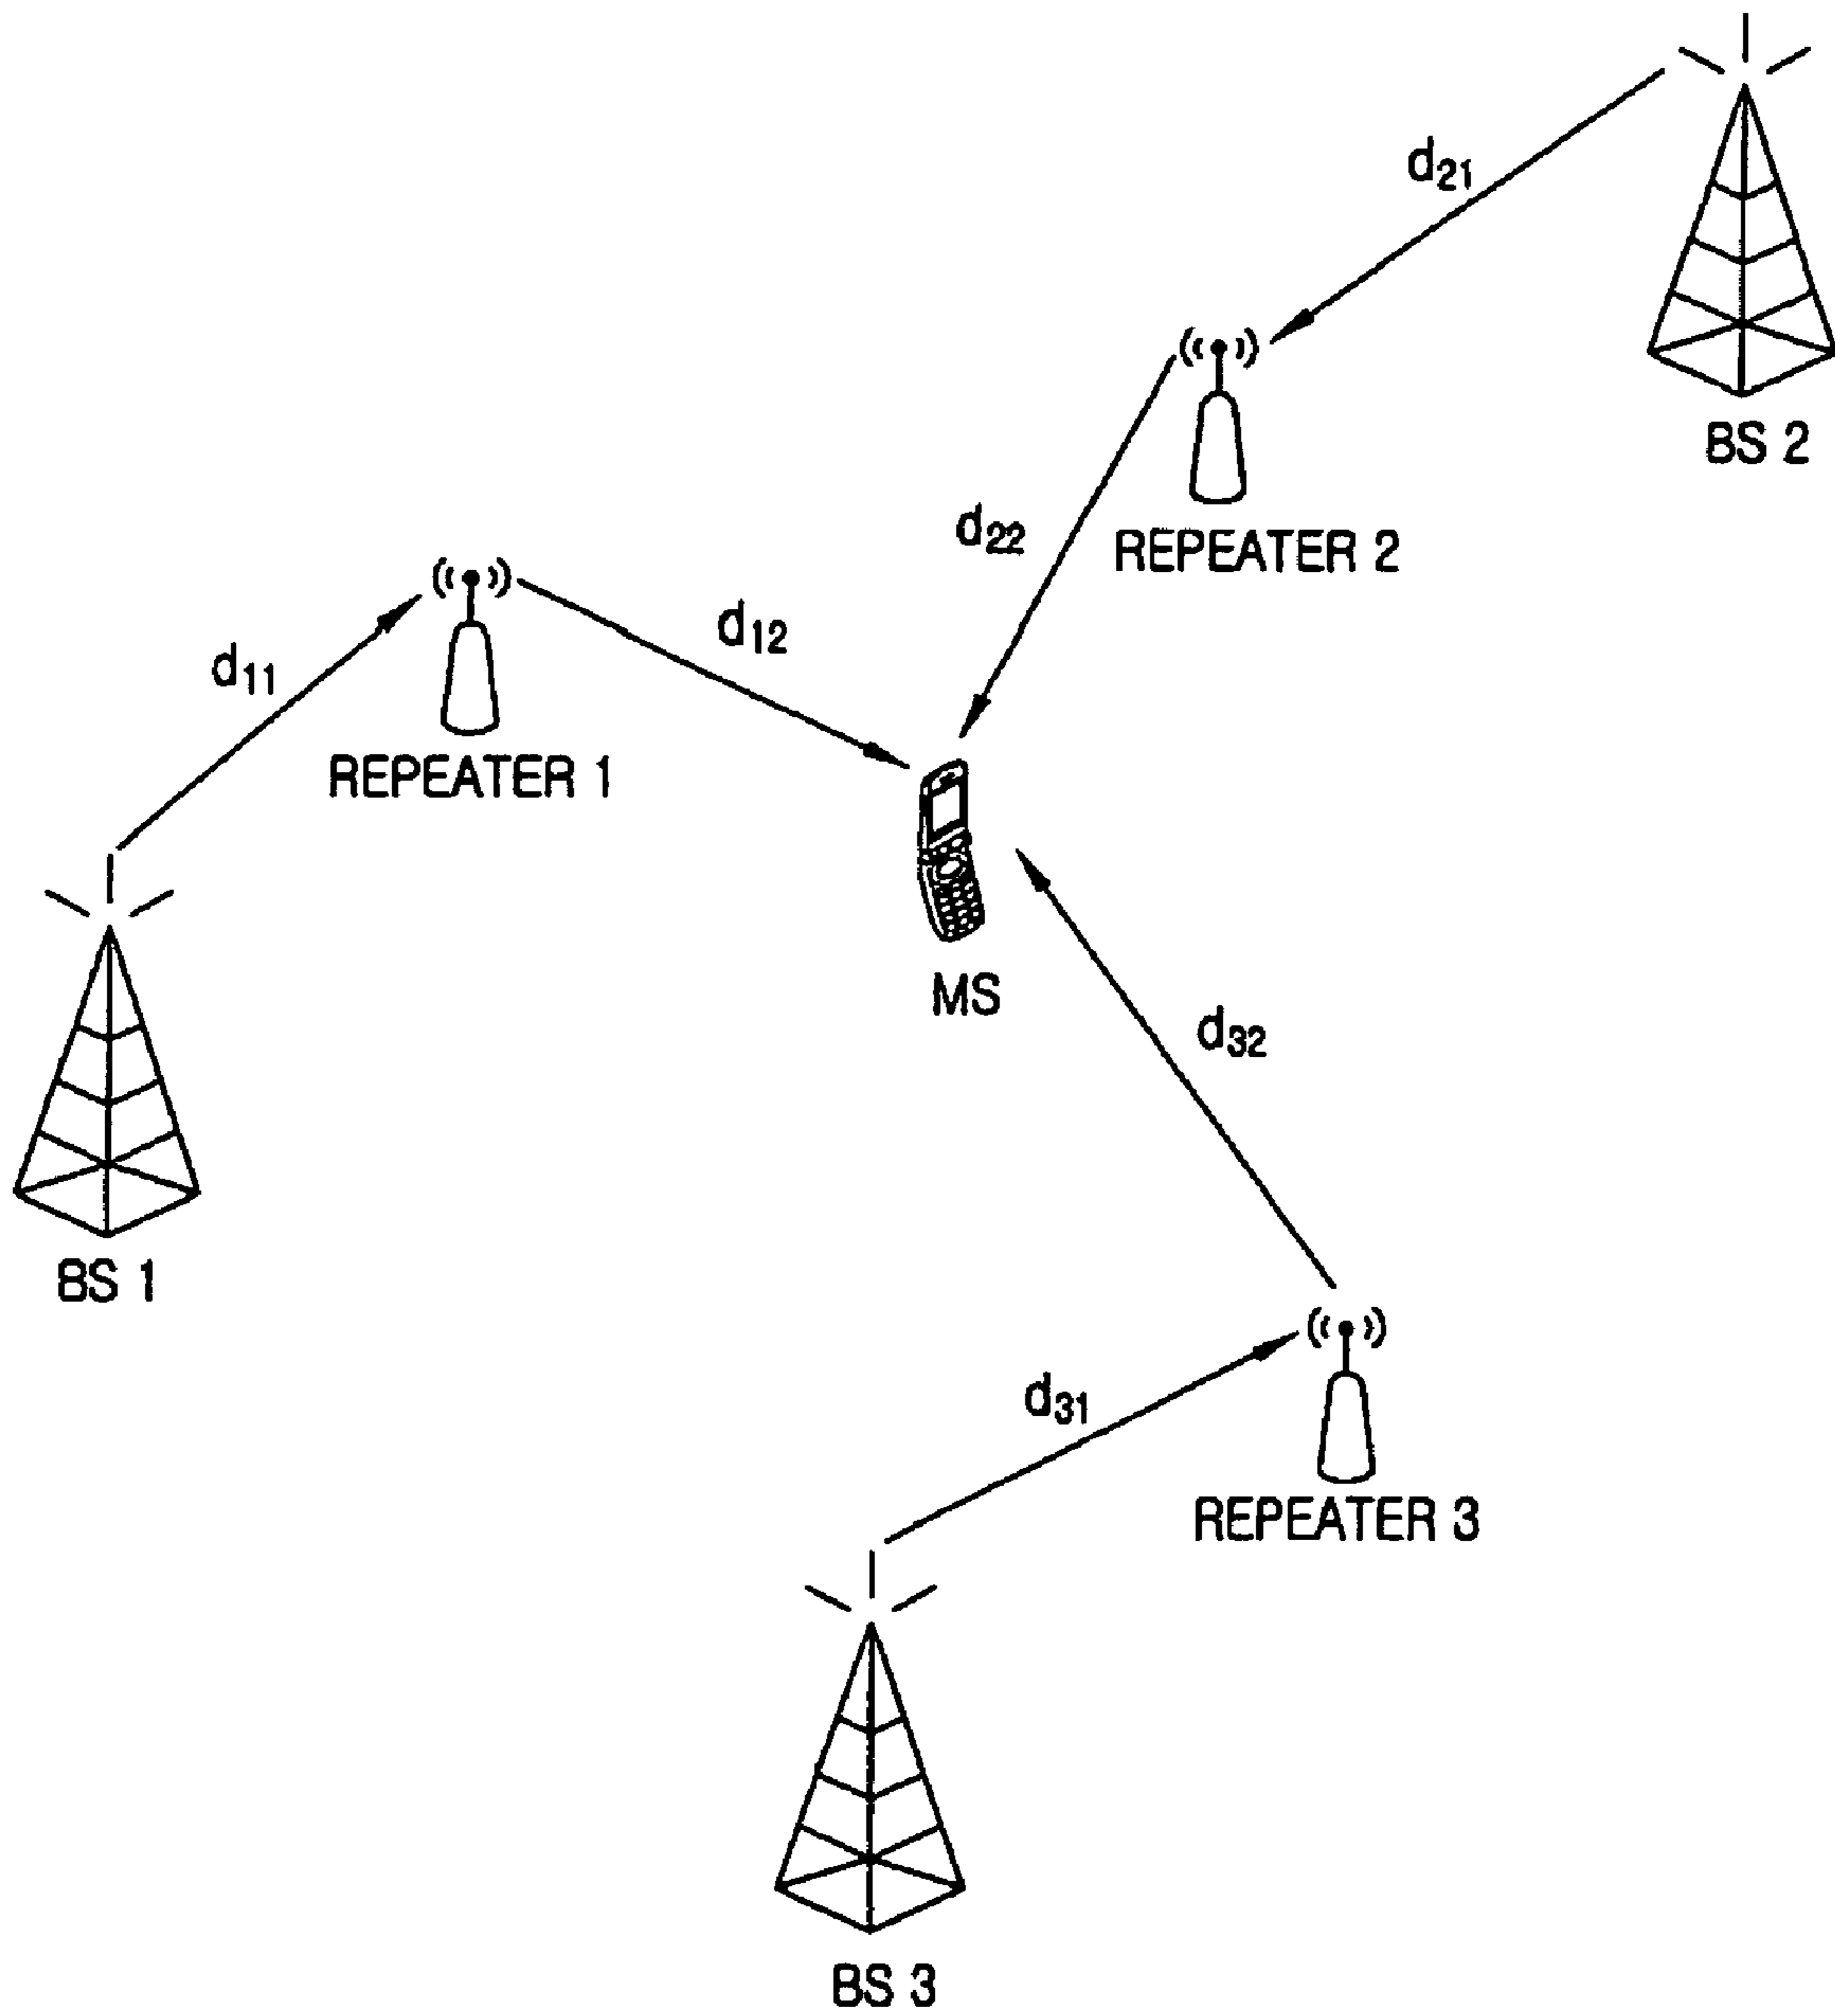 d21
BS 2
d22
REPEATER 2
d12
d11
REPEATER 1
MS
d32
BS 1
d31
REPEATER 3
BS 3